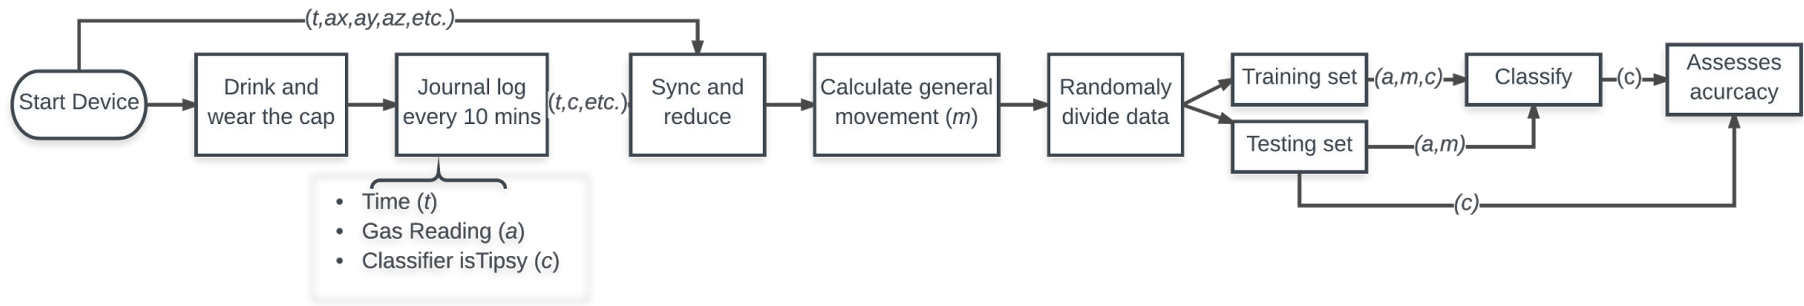 (t,ax,ay,az,etc.)
Start Device
Drink and
wear the cap
Journal log
every 10 mins
(t,c,etc.)
Sync and
reduce
Calculate general
movement (m)
Randomaly
divide data
Training set
(a,m,c)
Classify
(c)
Assesses
acurcacy
Testing set
(a,m)
(c)
• Time (t)
• Gas Reading (a)
• Classifier isTipsy (c)